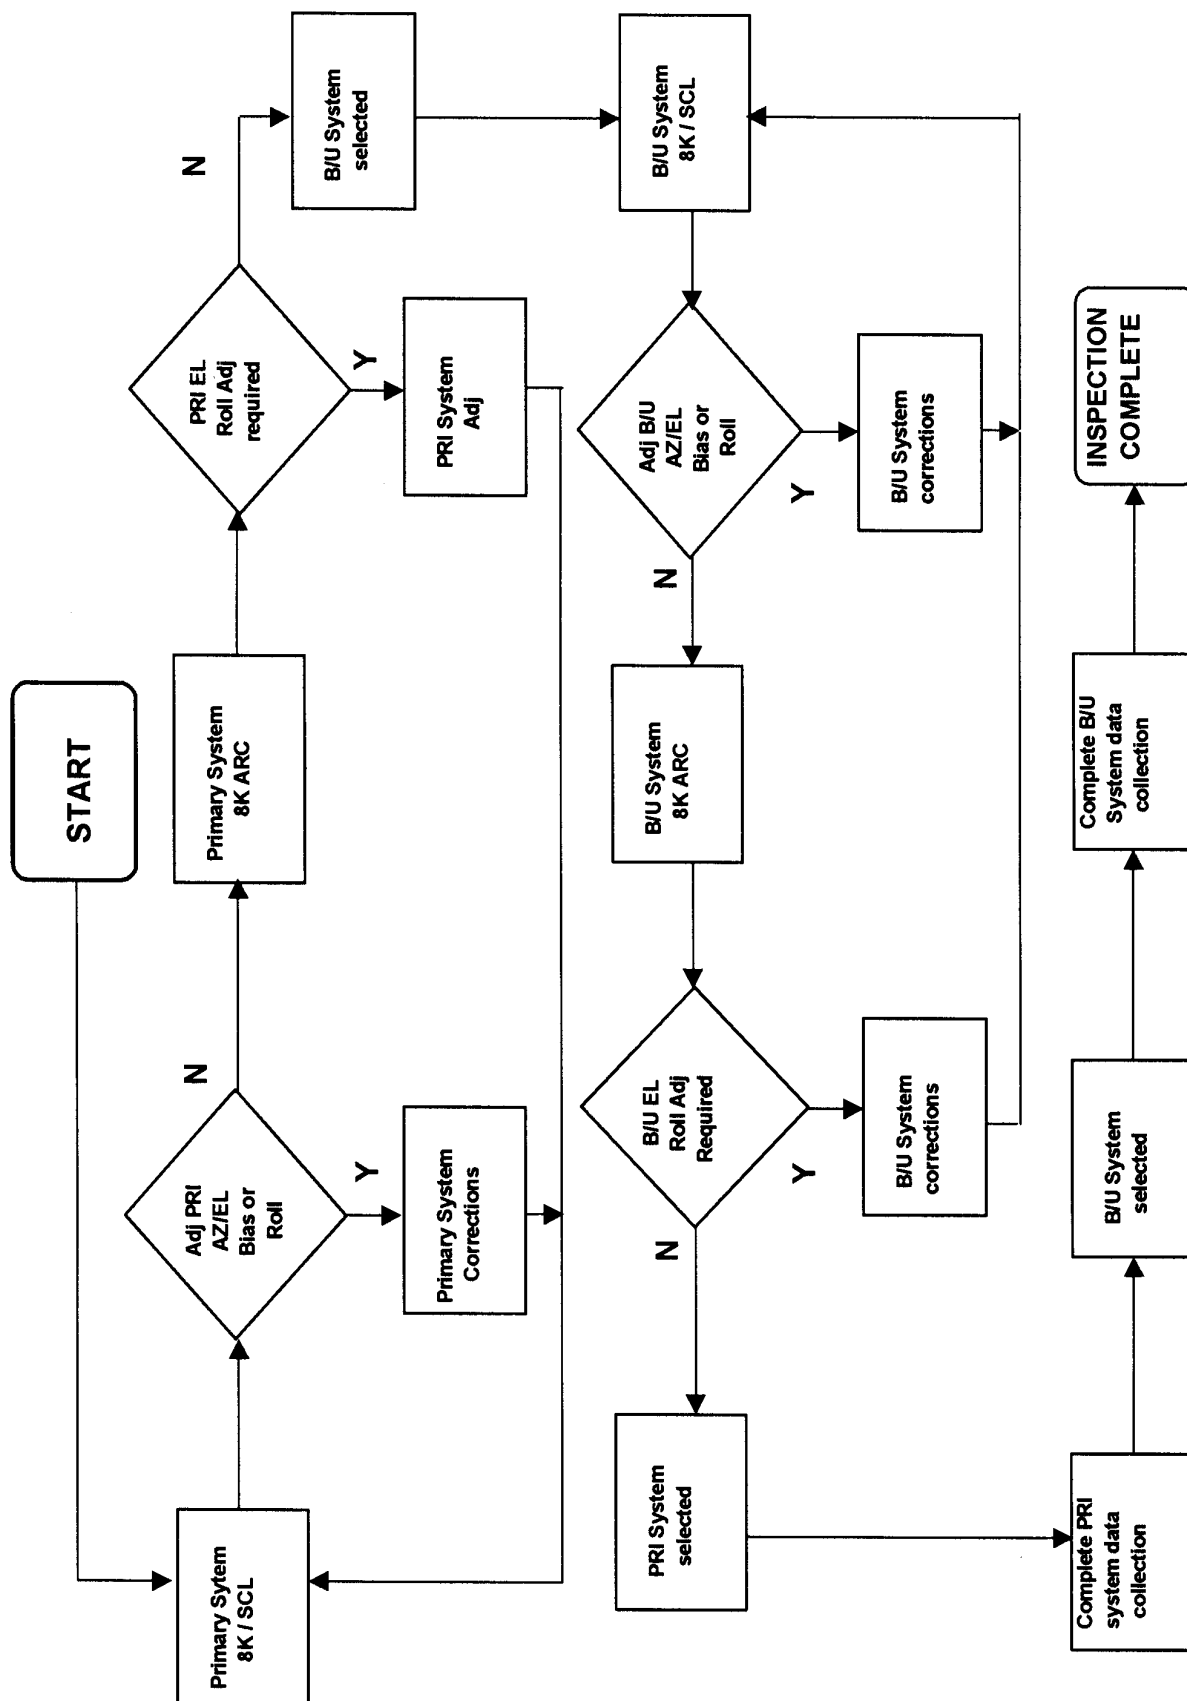 START
Primary Sytem
8K / SCL
Adj PRI
AZ/EL
Bias or
Roll
N
Y
Primary System
Corrections
Primary System
8K ARC
PRI EL
Roll Adj
required
N
Y
PRI System
Adj
B/U System
selected
B/U System
8K / SCL
Adj B/U
AZ/EL
Bias or
Roll
N
Y
B/U System
corrections
B/U System
8K ARC
B/U EL
Roll Adj
Required
N
Y
B/U System
corrections
PRI System
selected
Complete PRI
system data
collection
B/U System
selected
Complete B/U
System data
collection
INSPECTION
COMPLETE